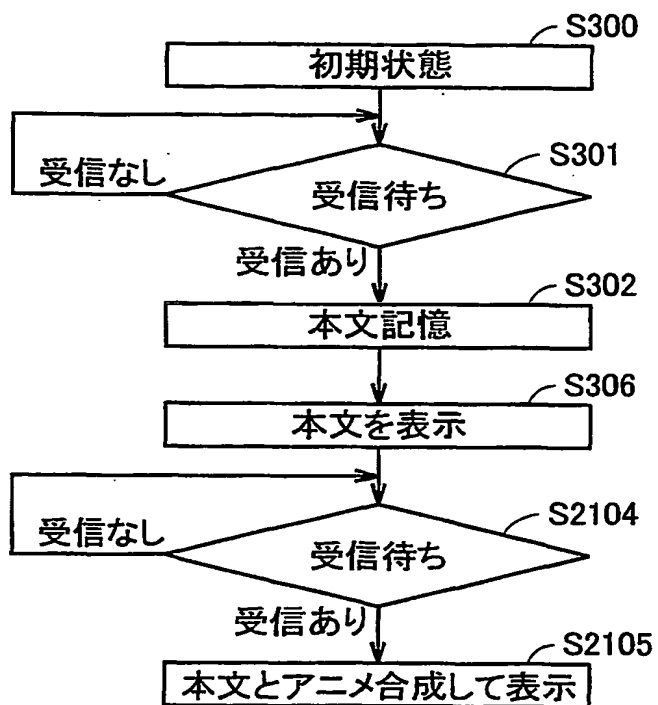 S300
初期状態
S301
受信なし
受信待ち
受信あり
S302
本文記憶
S306
本文を表示
S2104
受信なし
受信待ち
受信あり
S2105
本文とアニメ合成して表示